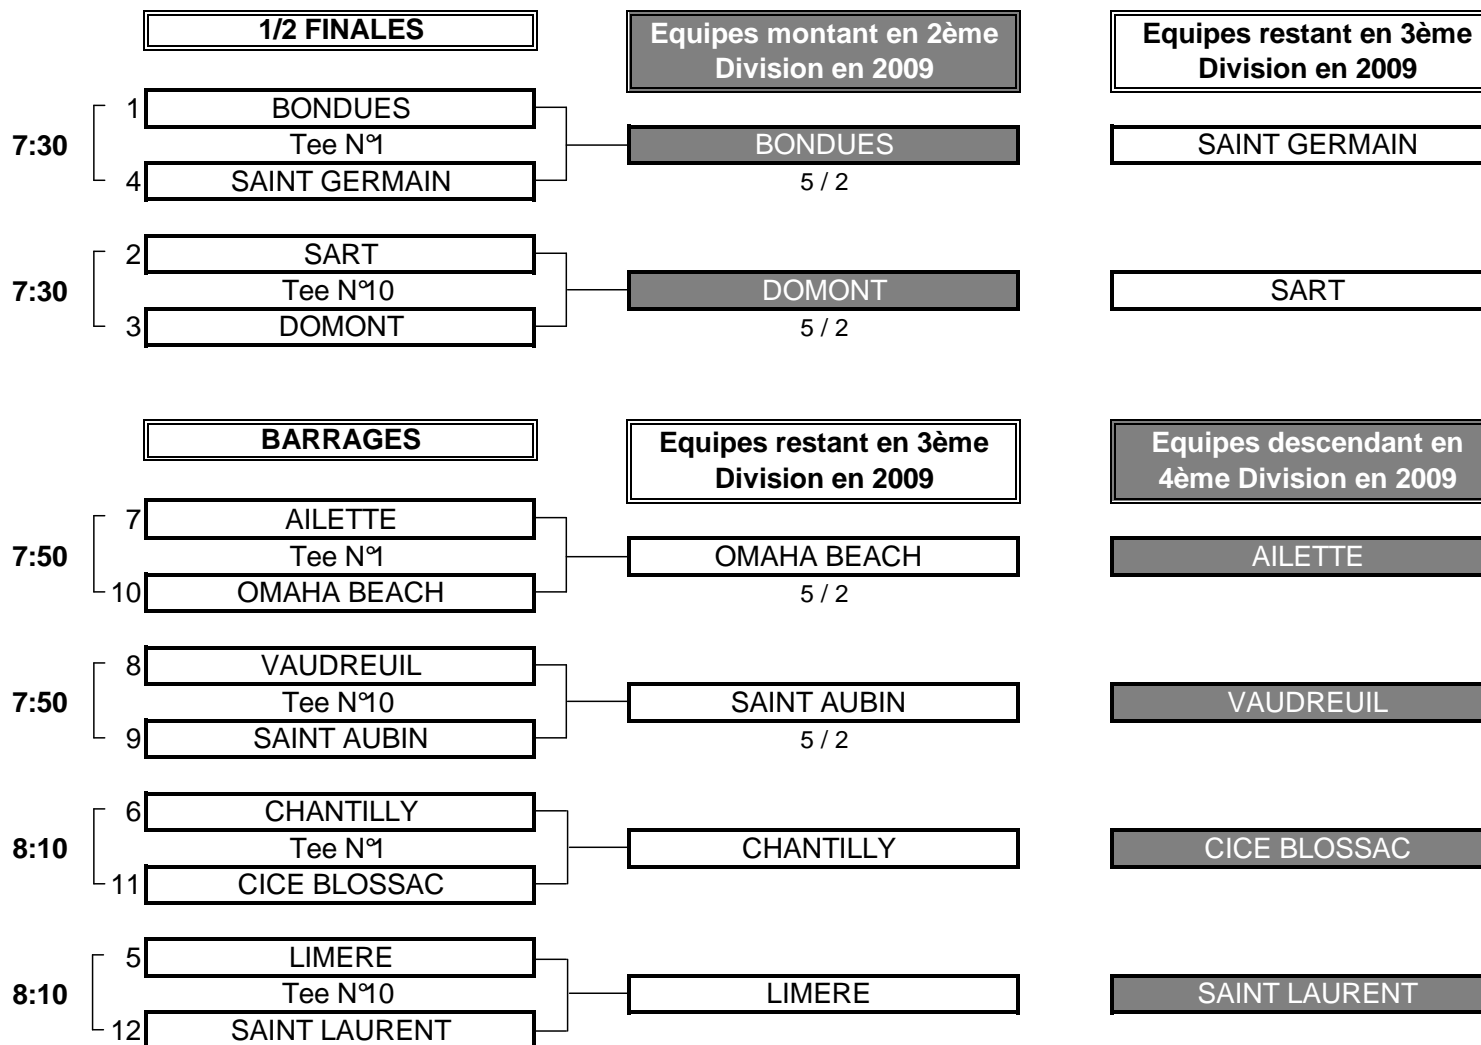 1/2 FINALES
Equipes montant en 2ème
Division en 2009
Equipes restant en 3ème
Division en 2009
1 BONDUES
7:30 Tee N°1 BONDUES SAINT GERMAIN
4 SAINT GERMAIN 5 / 2
2 SART
7:30 Tee N°10 DOMONT SART
3 DOMONT 5 / 2
BARRAGES
Equipes restant en 3ème
Division en 2009
Equipes descendant en
4ème Division en 2009
7 AILETTE
7:50 Tee N°1 OMAHA BEACH AILETTE
10 OMAHA BEACH 5 / 2
8 VAUDREUIL
7:50 Tee N°10 SAINT AUBIN VAUDREUIL
9 SAINT AUBIN 5 / 2
6 CHANTILLY
8:10 Tee N°1 CHANTILLY CICE BLOSSAC
11 CICE BLOSSAC
5 LIMERE
8:10 Tee N°10 LIMERE SAINT LAURENT
12 SAINT LAURENT